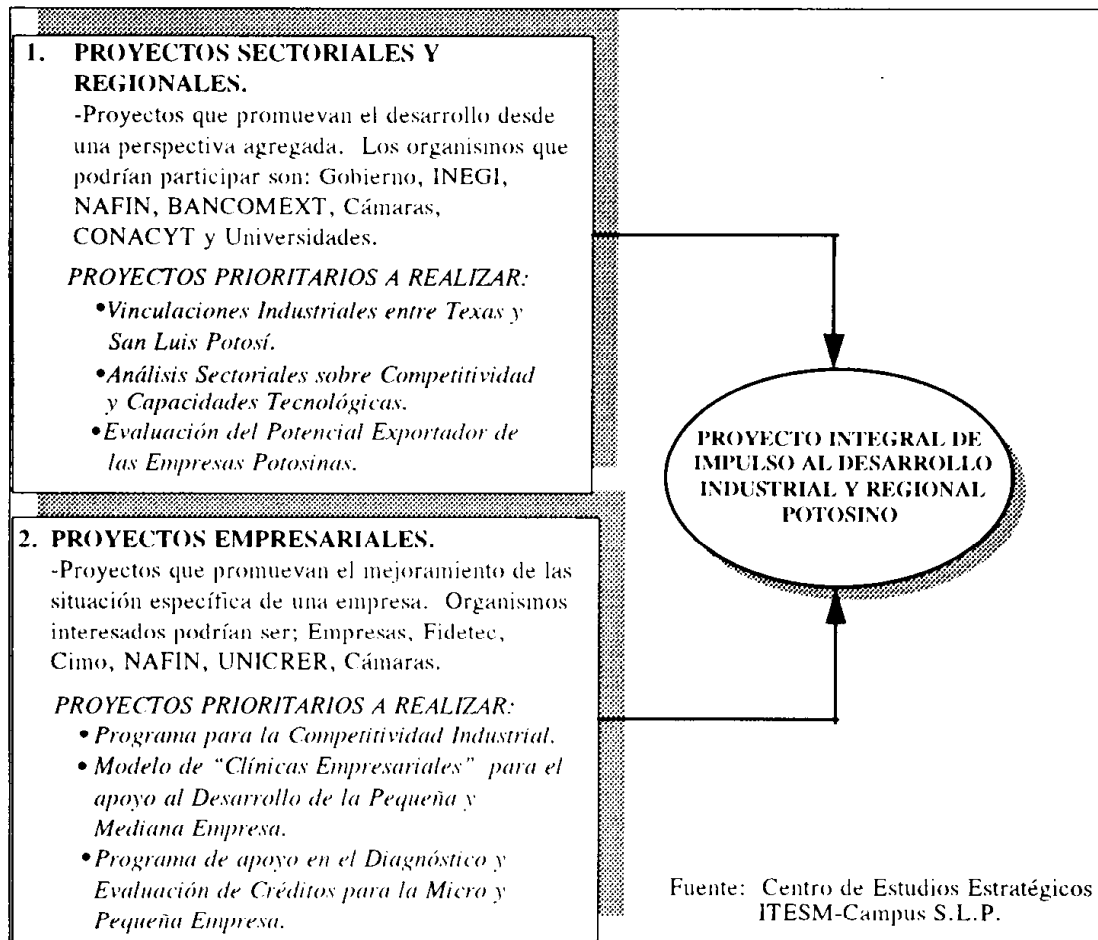 1. PROYECTOS SECTORIALES Y
REGIONALES.
-Proyectos que promuevan el desarrollo desde
una perspectiva agregada. Los organismos que
podrían participar son: Gobierno, INEGI,
NAFIN, BANCOMEXT, Cámaras,
CONACYT y Universidades.
PROYECTOS PRIORITARIOS A REALIZAR:
•Vinculaciones Industriales entre Texas y
San Luis Potosí.
•Análisis Sectoriales sobre Competitividad
y Capacidades Tecnológicas.
•Evaluación del Potencial Exportador de
las Empresas Potosinas.
2. PROYECTOS EMPRESARIALES.
-Proyectos que promuevan el mejoramiento de las
situación específica de una empresa. Organismos
interesados podrían ser; Empresas, Fidetec,
Cimo, NAFIN, UNICRER, Cámaras.
PROYECTOS PRIORITARIOS A REALIZAR:
• Programa para la Competitividad Industrial.
• Modelo de “Clínicas Empresariales” para el
apoyo al Desarrollo de la Pequeña y
Mediana Empresa.
• Programa de apoyo en el Diagnóstico y
Evaluación de Créditos para la Micro y
Pequeña Empresa.
PROYECTO INTEGRAL DE
IMPULSO AL DESARROLLO
INDUSTRIAL Y REGIONAL
POTOSINO
Fuente: Centro de Estudios Estratégicos
ITESM-Campus S.L.P.